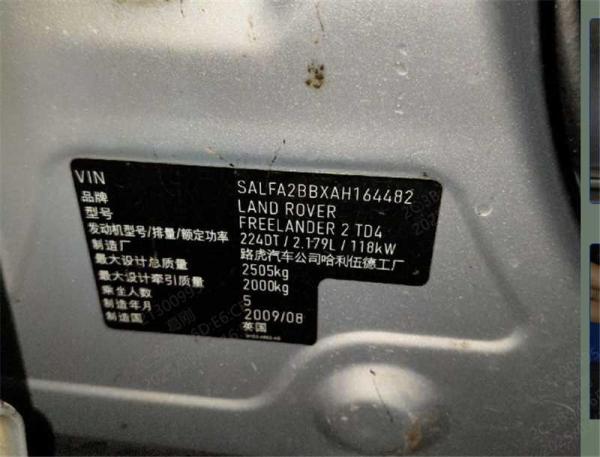 VIN SALFA2BBXAH164482
品牌 LAND ROVER
型号 FREELANDER 2 TD4
发动机型号/排量/额定功率 224DT / 2.179L / 118kW
制造厂 路虎汽车公司哈利伍德工厂
最大设计总质量 2505kg
最大设计牵引质量 2000kg
乘坐人数 5
制造年月 2009/08
制造国 英国